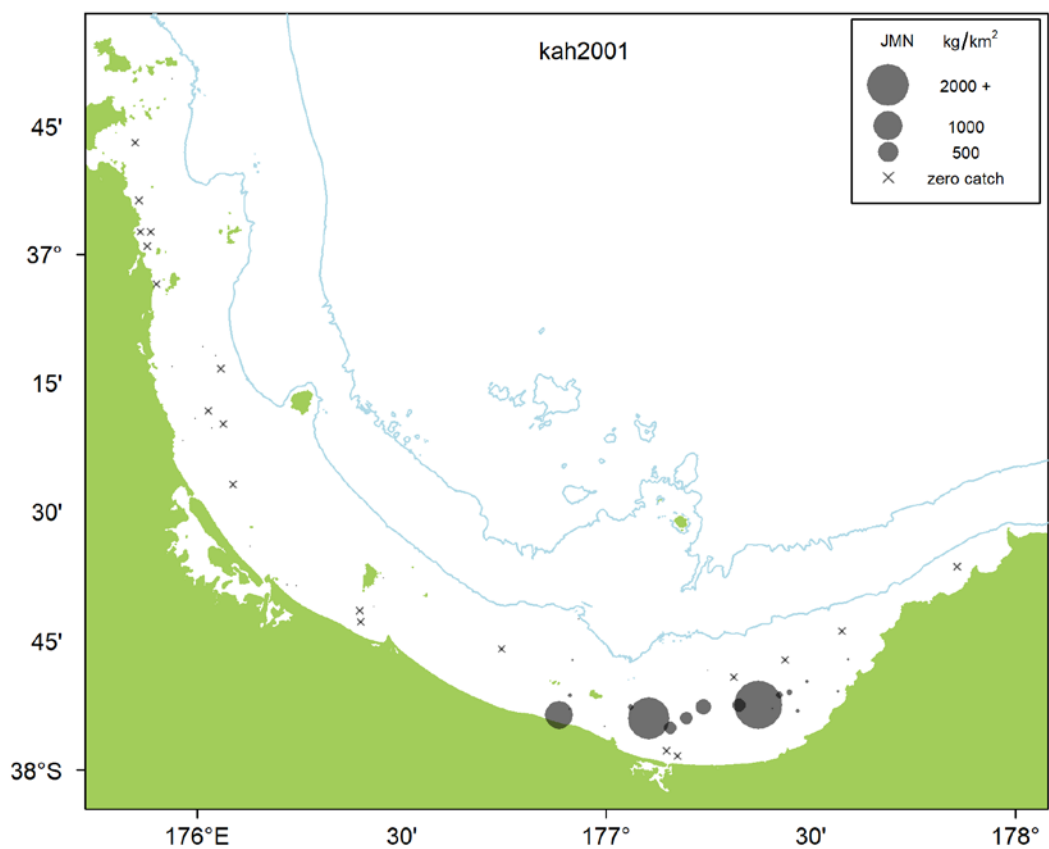 kah2001
JMN kg/km²
2000 +
1000
500
zero catch
45'
37°
15'
30'
45'
38°S
176°E 30' 177° 30' 178°